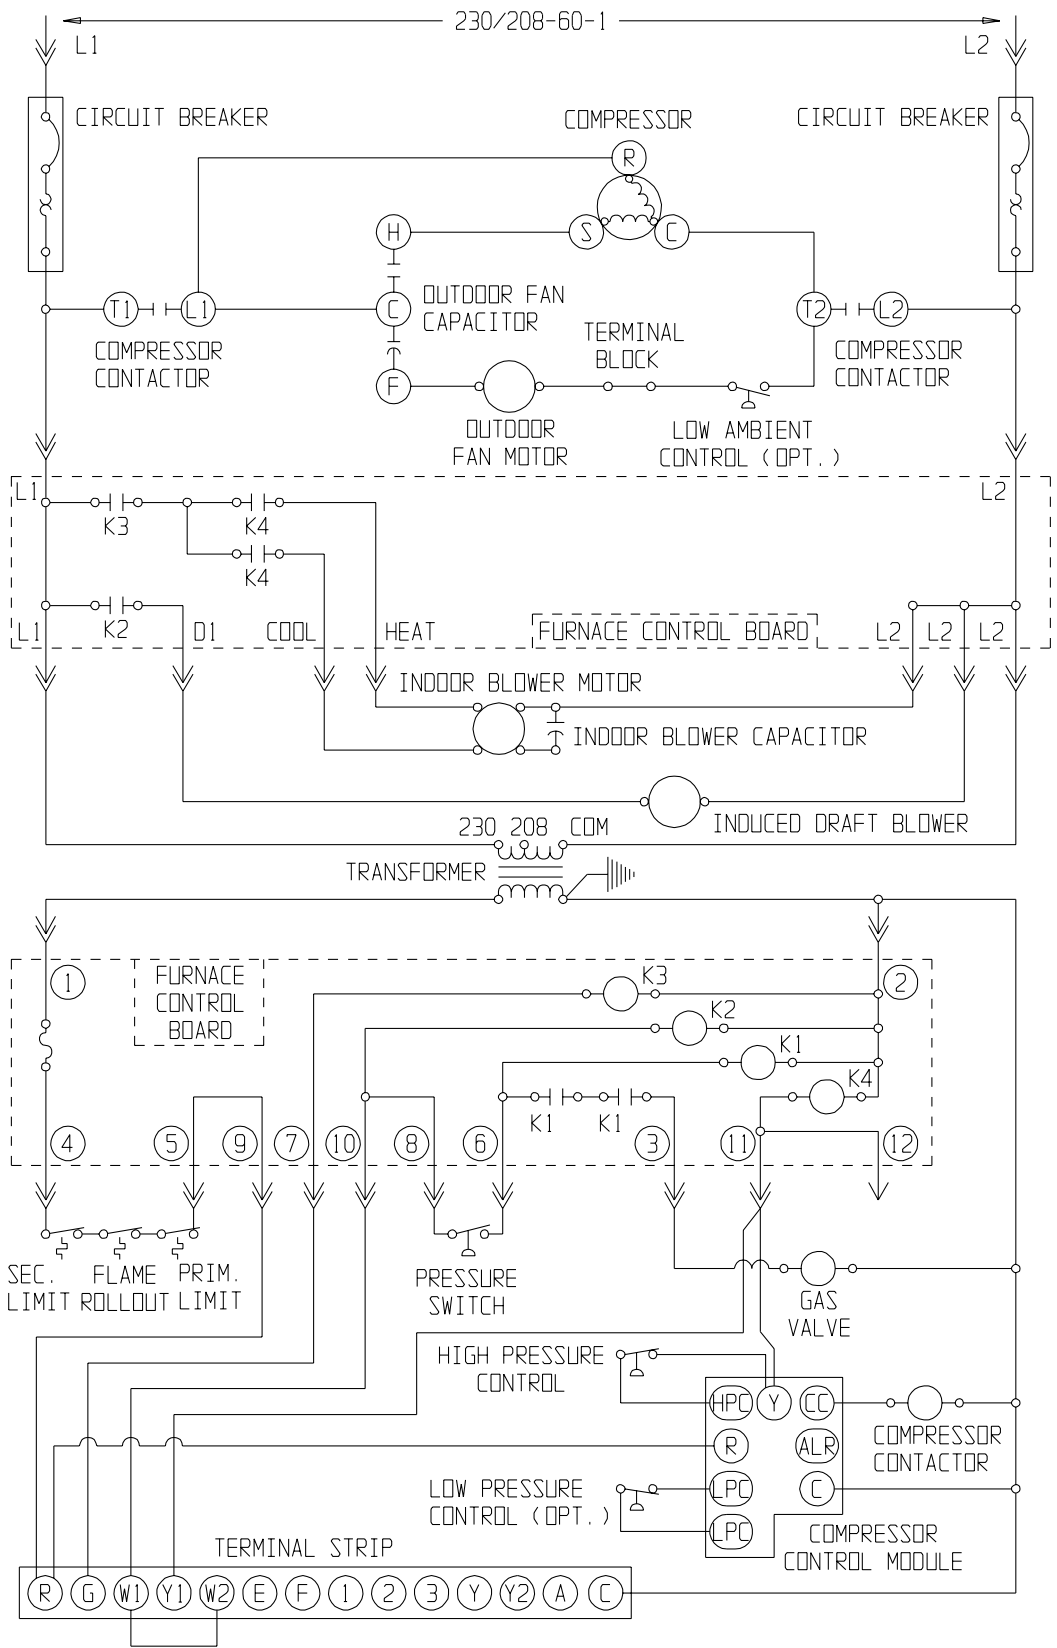 230/208-60-1
L1
L2
CIRCUIT BREAKER
COMPRESSOR
CIRCUIT BREAKER
R
H
S
C
T1
L1
C
OUTDOOR FAN
CAPACITOR
T2
L2
COMPRESSOR
CONTACTOR
TERMINAL
BLOCK
COMPRESSOR
CONTACTOR
F
OUTDOOR
FAN MOTOR
LOW AMBIENT
CONTROL (OPT.)
L1
L2
K3
K4
K4
K2
L1
D1
COOL
HEAT
FURNACE CONTROL BOARD
L2
L2
L2
INDOOR BLOWER MOTOR
INDOOR BLOWER CAPACITOR
INDUCED DRAFT BLOWER
230 208 COM
TRANSFORMER
1
FURNACE
CONTROL
BOARD
K3
2
K2
K1
K4
K1
K1
4
5
9
7
10
8
6
3
11
12
SEC.
LIMIT
FLAME
ROLLOUT
PRIM.
LIMIT
PRESSURE
SWITCH
GAS
VALVE
HIGH PRESSURE
CONTROL
HPC
Y
CC
COMPRESSOR
CONTACTOR
R
ALR
LOW PRESSURE
CONTROL (OPT.)
LPC
C
LPC
COMPRESSOR
CONTROL MODULE
TERMINAL STRIP
R G W1 Y1 W2 E F 1 2 3 Y Y2 A C